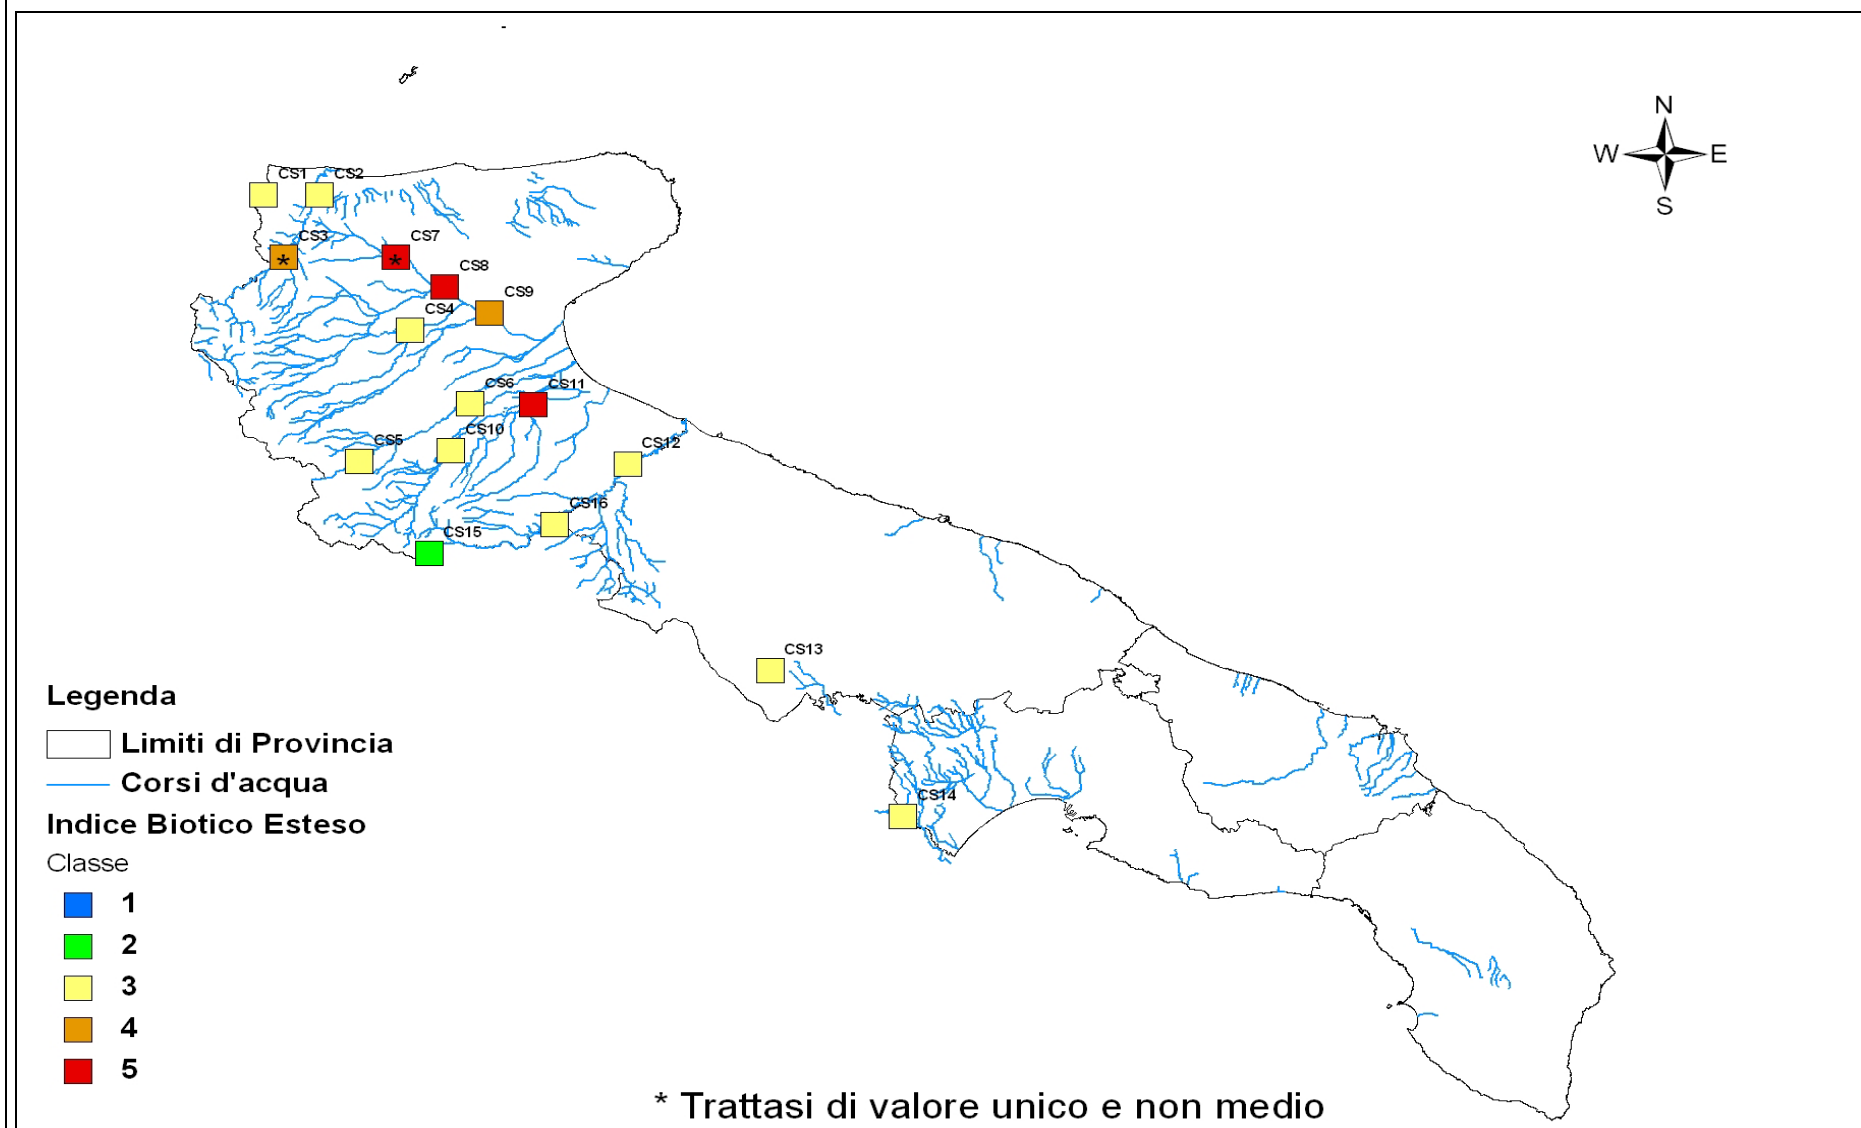 N
W E
S
CS1 CS2
CS3 CS7
CS8
CS9
CS4
CS6 CS11
CS10
CS5 CS12
CS16
CS15
CS13
CS14
Legenda
Limiti di Provincia
Corsi d'acqua
Indice Biotico Esteso
Classe
1
2
3
4
5
* Trattasi di valore unico e non medio